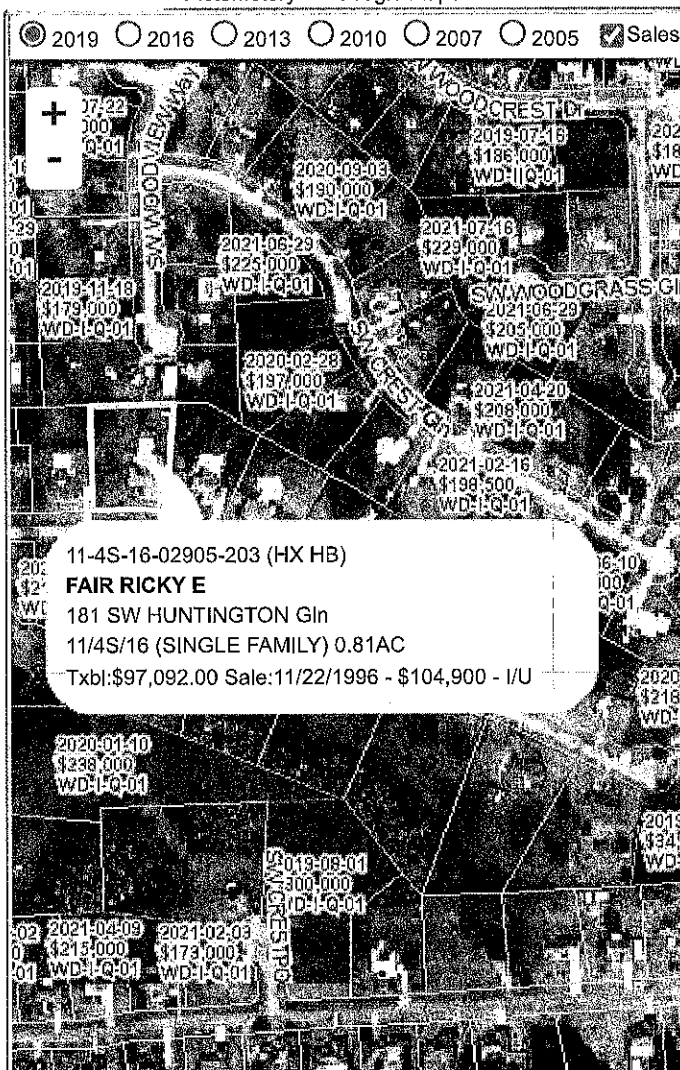 2019 2016 2013 2010 2007 2005 Sales
SW WOODVIEW Way
WOODCREST Dr
2019-07-16
$186,000
WD-I-Q-01
2020-09-03
$190,000
WD-I-Q-01
2021-07-16
$229,000
WD-I-Q-01
2021-06-29
$225,000
WD-I-Q-01
2019-11-18
$179,000
WD-I-Q-01
SW WOODGRASS Gln
2021-06-29
$205,000
WD-I-Q-01
SW CREST Gln
2020-02-28
$197,000
WD-I-Q-01
2021-04-20
$208,000
WD-I-Q-01
2021-02-16
$198,500
WD-I-Q-01
11-4S-16-02905-203 (HX HB)
FAIR RICKY E
181 SW HUNTINGTON Gln
11/4S/16 (SINGLE FAMILY) 0.81AC
Txbl:$97,092.00 Sale:11/22/1996 - $104,900 - I/U
2020-01-10
$238,000
WD-I-Q-01
2019-08-01
2021-04-09
$215,000
WD-I-Q-01
2021-02-03
$173,000
WD-I-Q-01